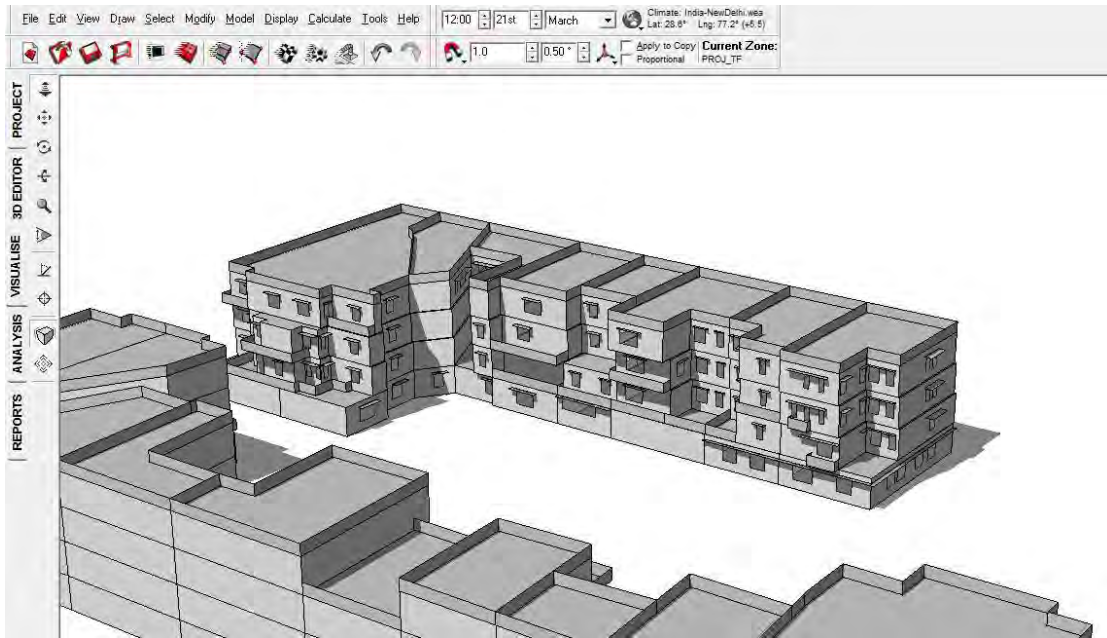 File Edit View Draw Select Modify Model Display Calculate Tools Help
12:00 21st March
Climate: India-NewDelhi.wea
Lat: 28.6° Lng: 77.2° (+5.5)
1.0 0.50 °
Apply to Copy
Proportional
Current Zone:
PROJ_TF
PROJECT
3D EDITOR
VISUALISE
ANALYSIS
REPORTS